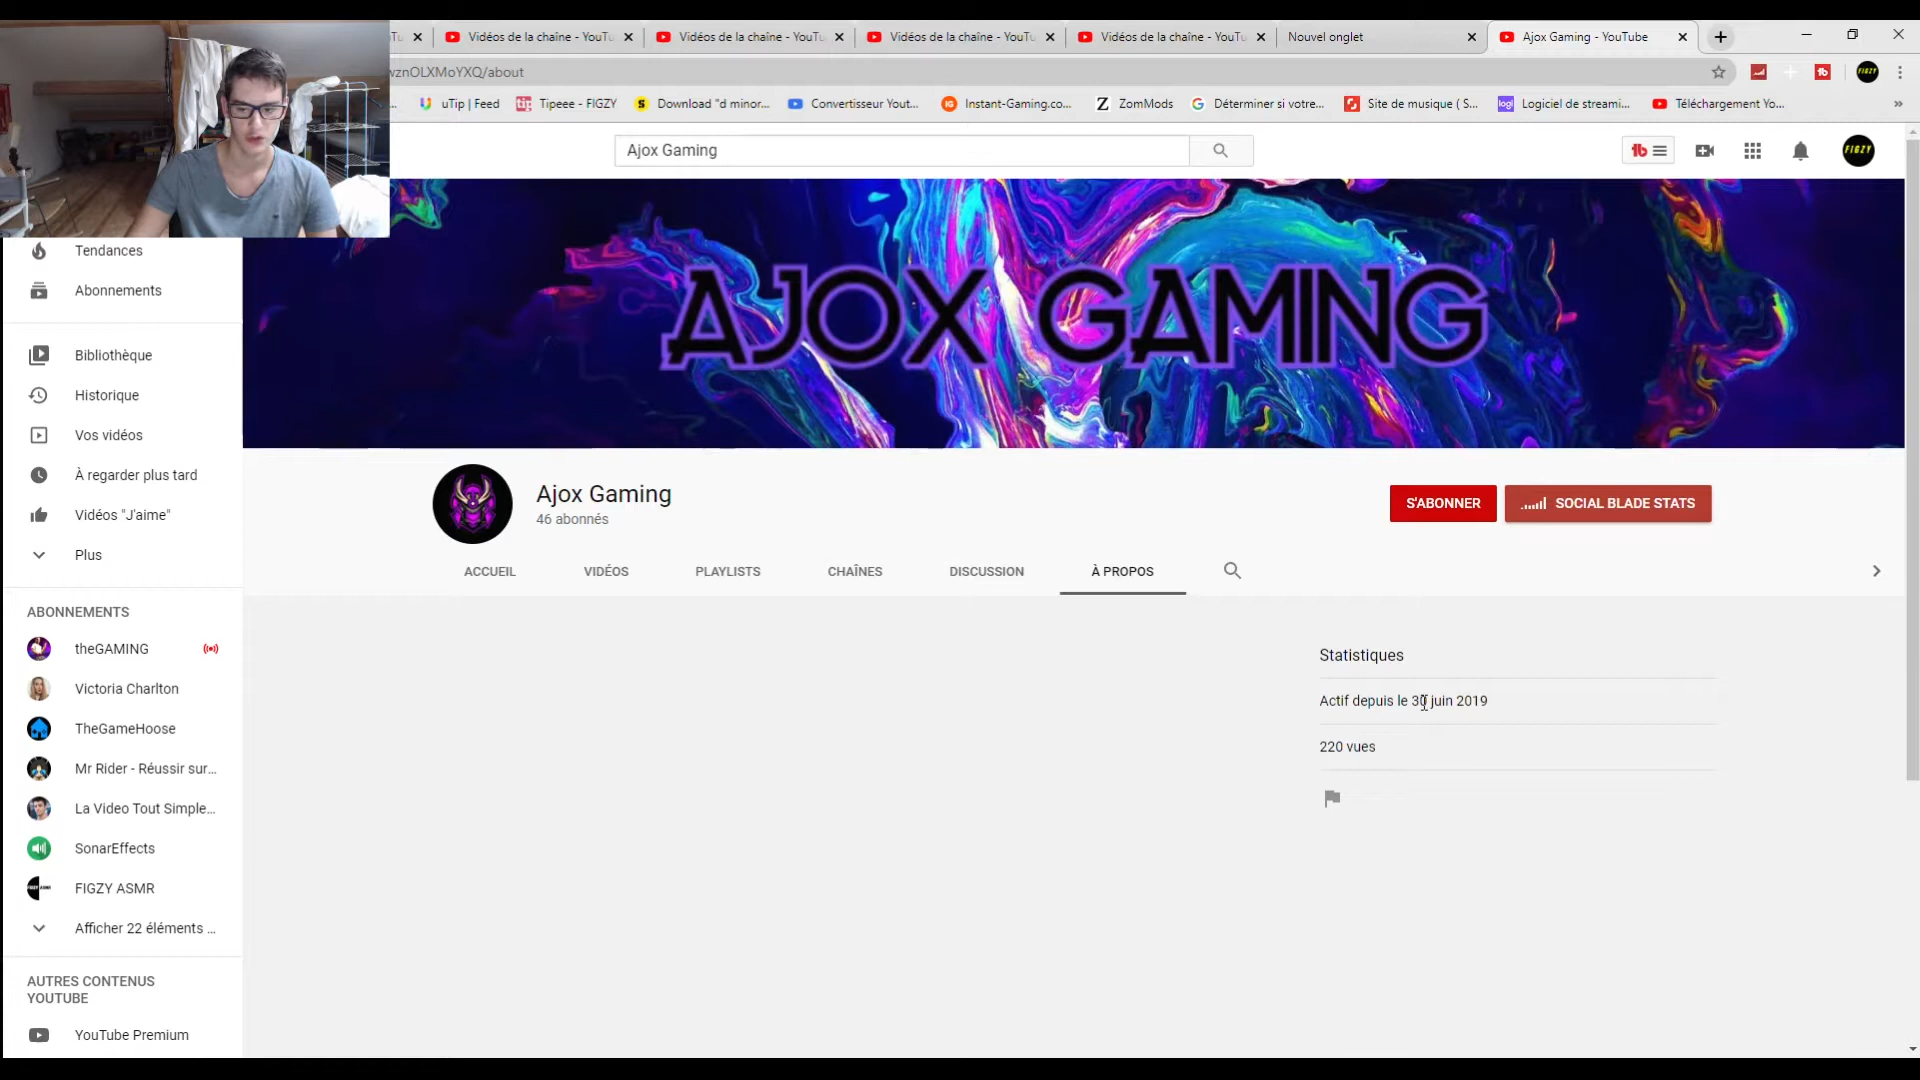 Vidéos de la chaîne - YouTu
Vidéos de la chaîne - YouTu
Vidéos de la chaîne - YouTu
Vidéos de la chaîne - YouTu
Nouvel onglet
Ajox Gaming - YouTube
wznOLXMoYXQ/about
uTip | Feed
Tipeee - FIGZY
Download "d minor...
Convertisseur Yout...
Instant-Gaming.co...
ZomMods
Déterminer si votre...
Site de musique ( S...
Logiciel de streami...
Téléchargement Yo...
Ajox Gaming
FIGZY
AJOX GAMING
Tendances
Abonnements
Bibliothèque
Historique
Vos vidéos
À regarder plus tard
Vidéos "J'aime"
Plus
ABONNEMENTS
theGAMING
Victoria Charlton
TheGameHoose
Mr Rider - Réussir sur...
La Video Tout Simple...
SonarEffects
FIGZY ASMR
Afficher 22 éléments ...
AUTRES CONTENUS
YOUTUBE
YouTube Premium
Ajox Gaming
46 abonnés
S'ABONNER
SOCIAL BLADE STATS
ACCUEIL
VIDÉOS
PLAYLISTS
CHAÎNES
DISCUSSION
À PROPOS
Statistiques
Actif depuis le 30 juin 2019
220 vues